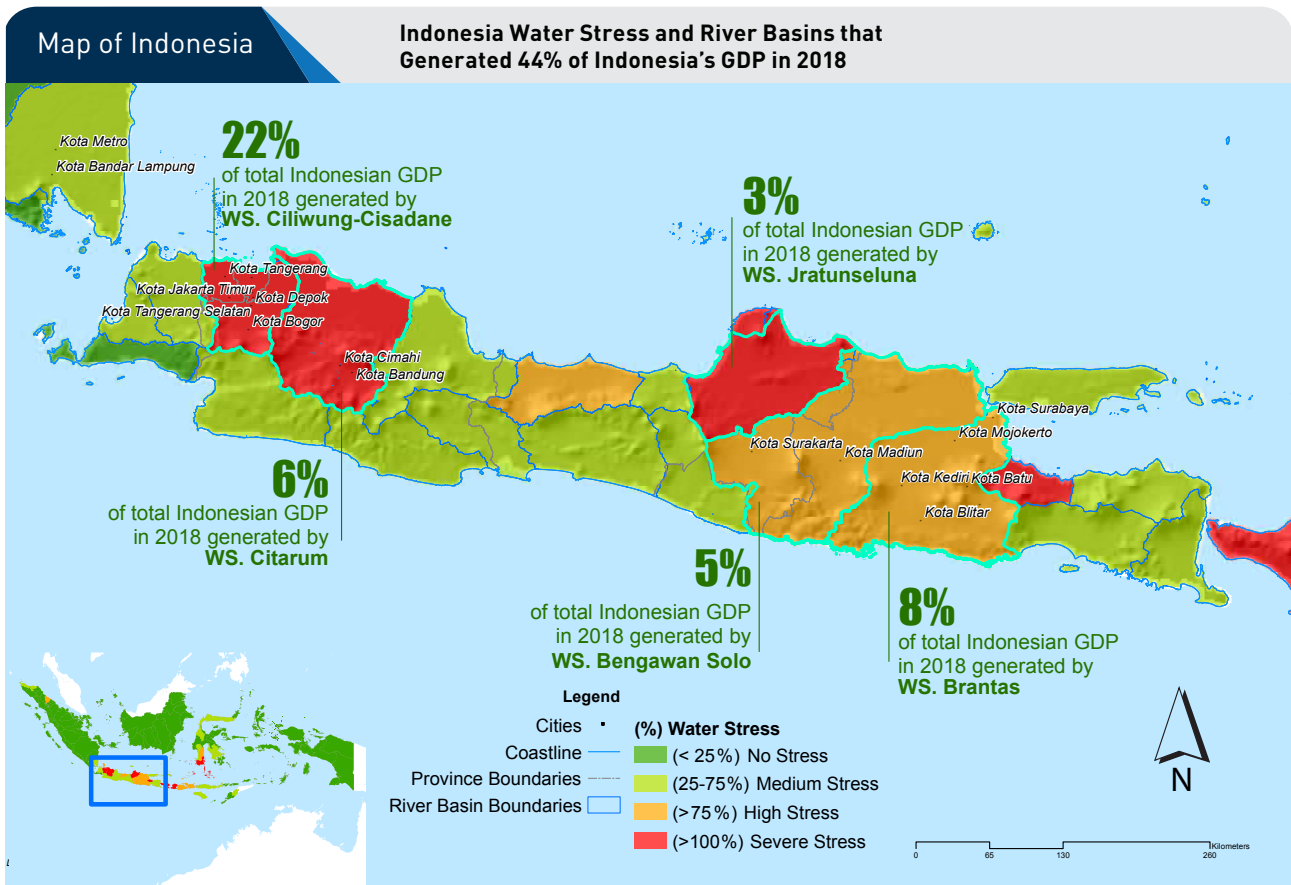 Map of Indonesia
Indonesia Water Stress and River Basins that
Generated 44% of Indonesia's GDP in 2018
Kota Metro
Kota Bandar Lampung
22%
of total Indonesian GDP
in 2018 generated by
WS. Ciliwung-Cisadane
3%
of total Indonesian GDP
in 2018 generated by
WS. Jratunseluna
Kota Tangerang
Kota Jakarta Timur
Kota Depok
Kota Tangerang Selatan
Kota Bogor
Kota Cimahi
Kota Bandung
Kota Surabaya
Kota Mojokerto
Kota Surakarta
Kota Madiun
Kota Kediri
Kota Batu
Kota Blitar
6%
of total Indonesian GDP
in 2018 generated by
WS. Citarum
5%
of total Indonesian GDP
in 2018 generated by
WS. Bengawan Solo
8%
of total Indonesian GDP
in 2018 generated by
WS. Brantas
Legend
Cities
Coastline
Province Boundaries
River Basin Boundaries
(%) Water Stress
(< 25%) No Stress
(25-75%) Medium Stress
(>75%) High Stress
(>100%) Severe Stress
N
Kilometers
0 65 130 260